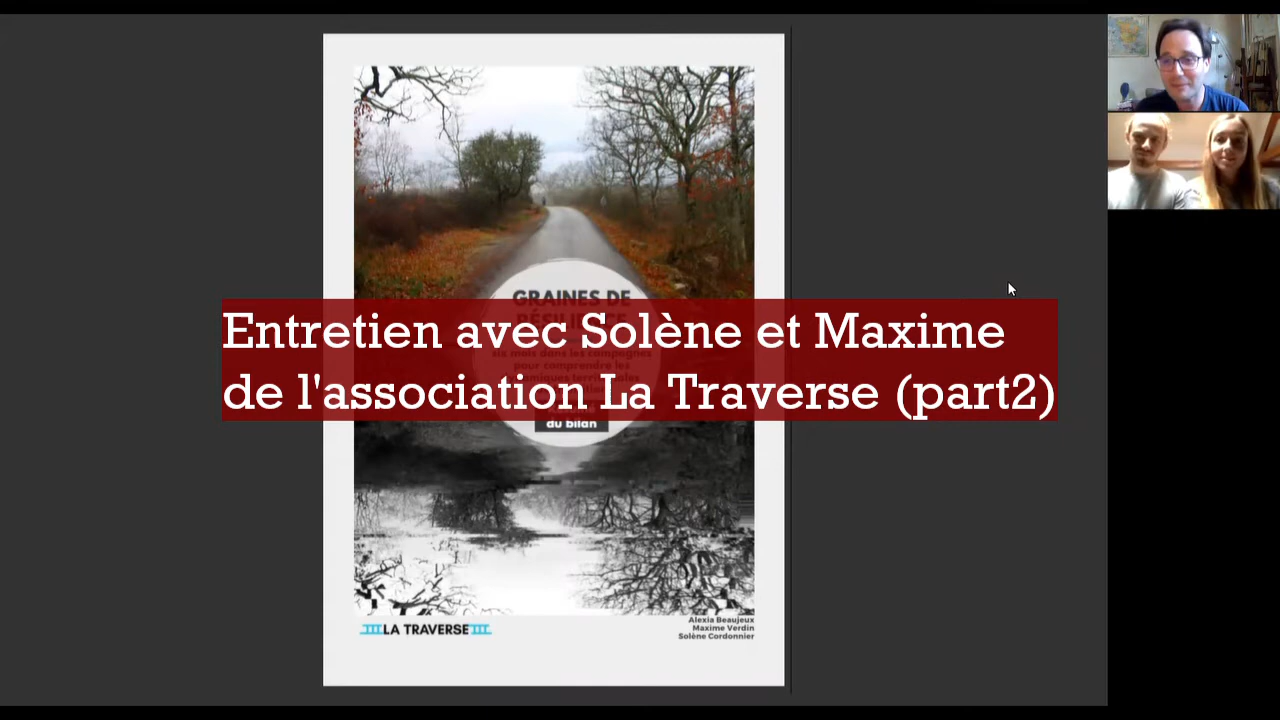 GRAINES DE
Entretien avec Solène et Maxime
de l'association La Traverse (part2)
du bilan
LA TRAVERSE
Alexia Beaujeux
Maxime Verdin
Solène Cordonnier